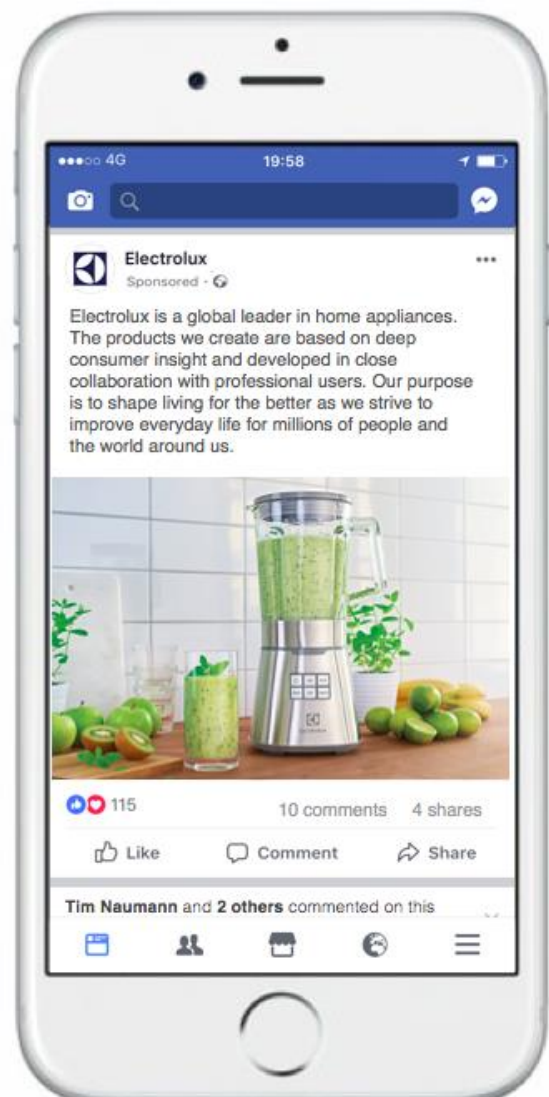 4G 19:58
Electrolux
Sponsored ·
Electrolux is a global leader in home appliances.
The products we create are based on deep
consumer insight and developed in close
collaboration with professional users. Our purpose
is to shape living for the better as we strive to
improve everyday life for millions of people and
the world around us.
115 10 comments 4 shares
Like Comment Share
Tim Naumann and 2 others commented on this